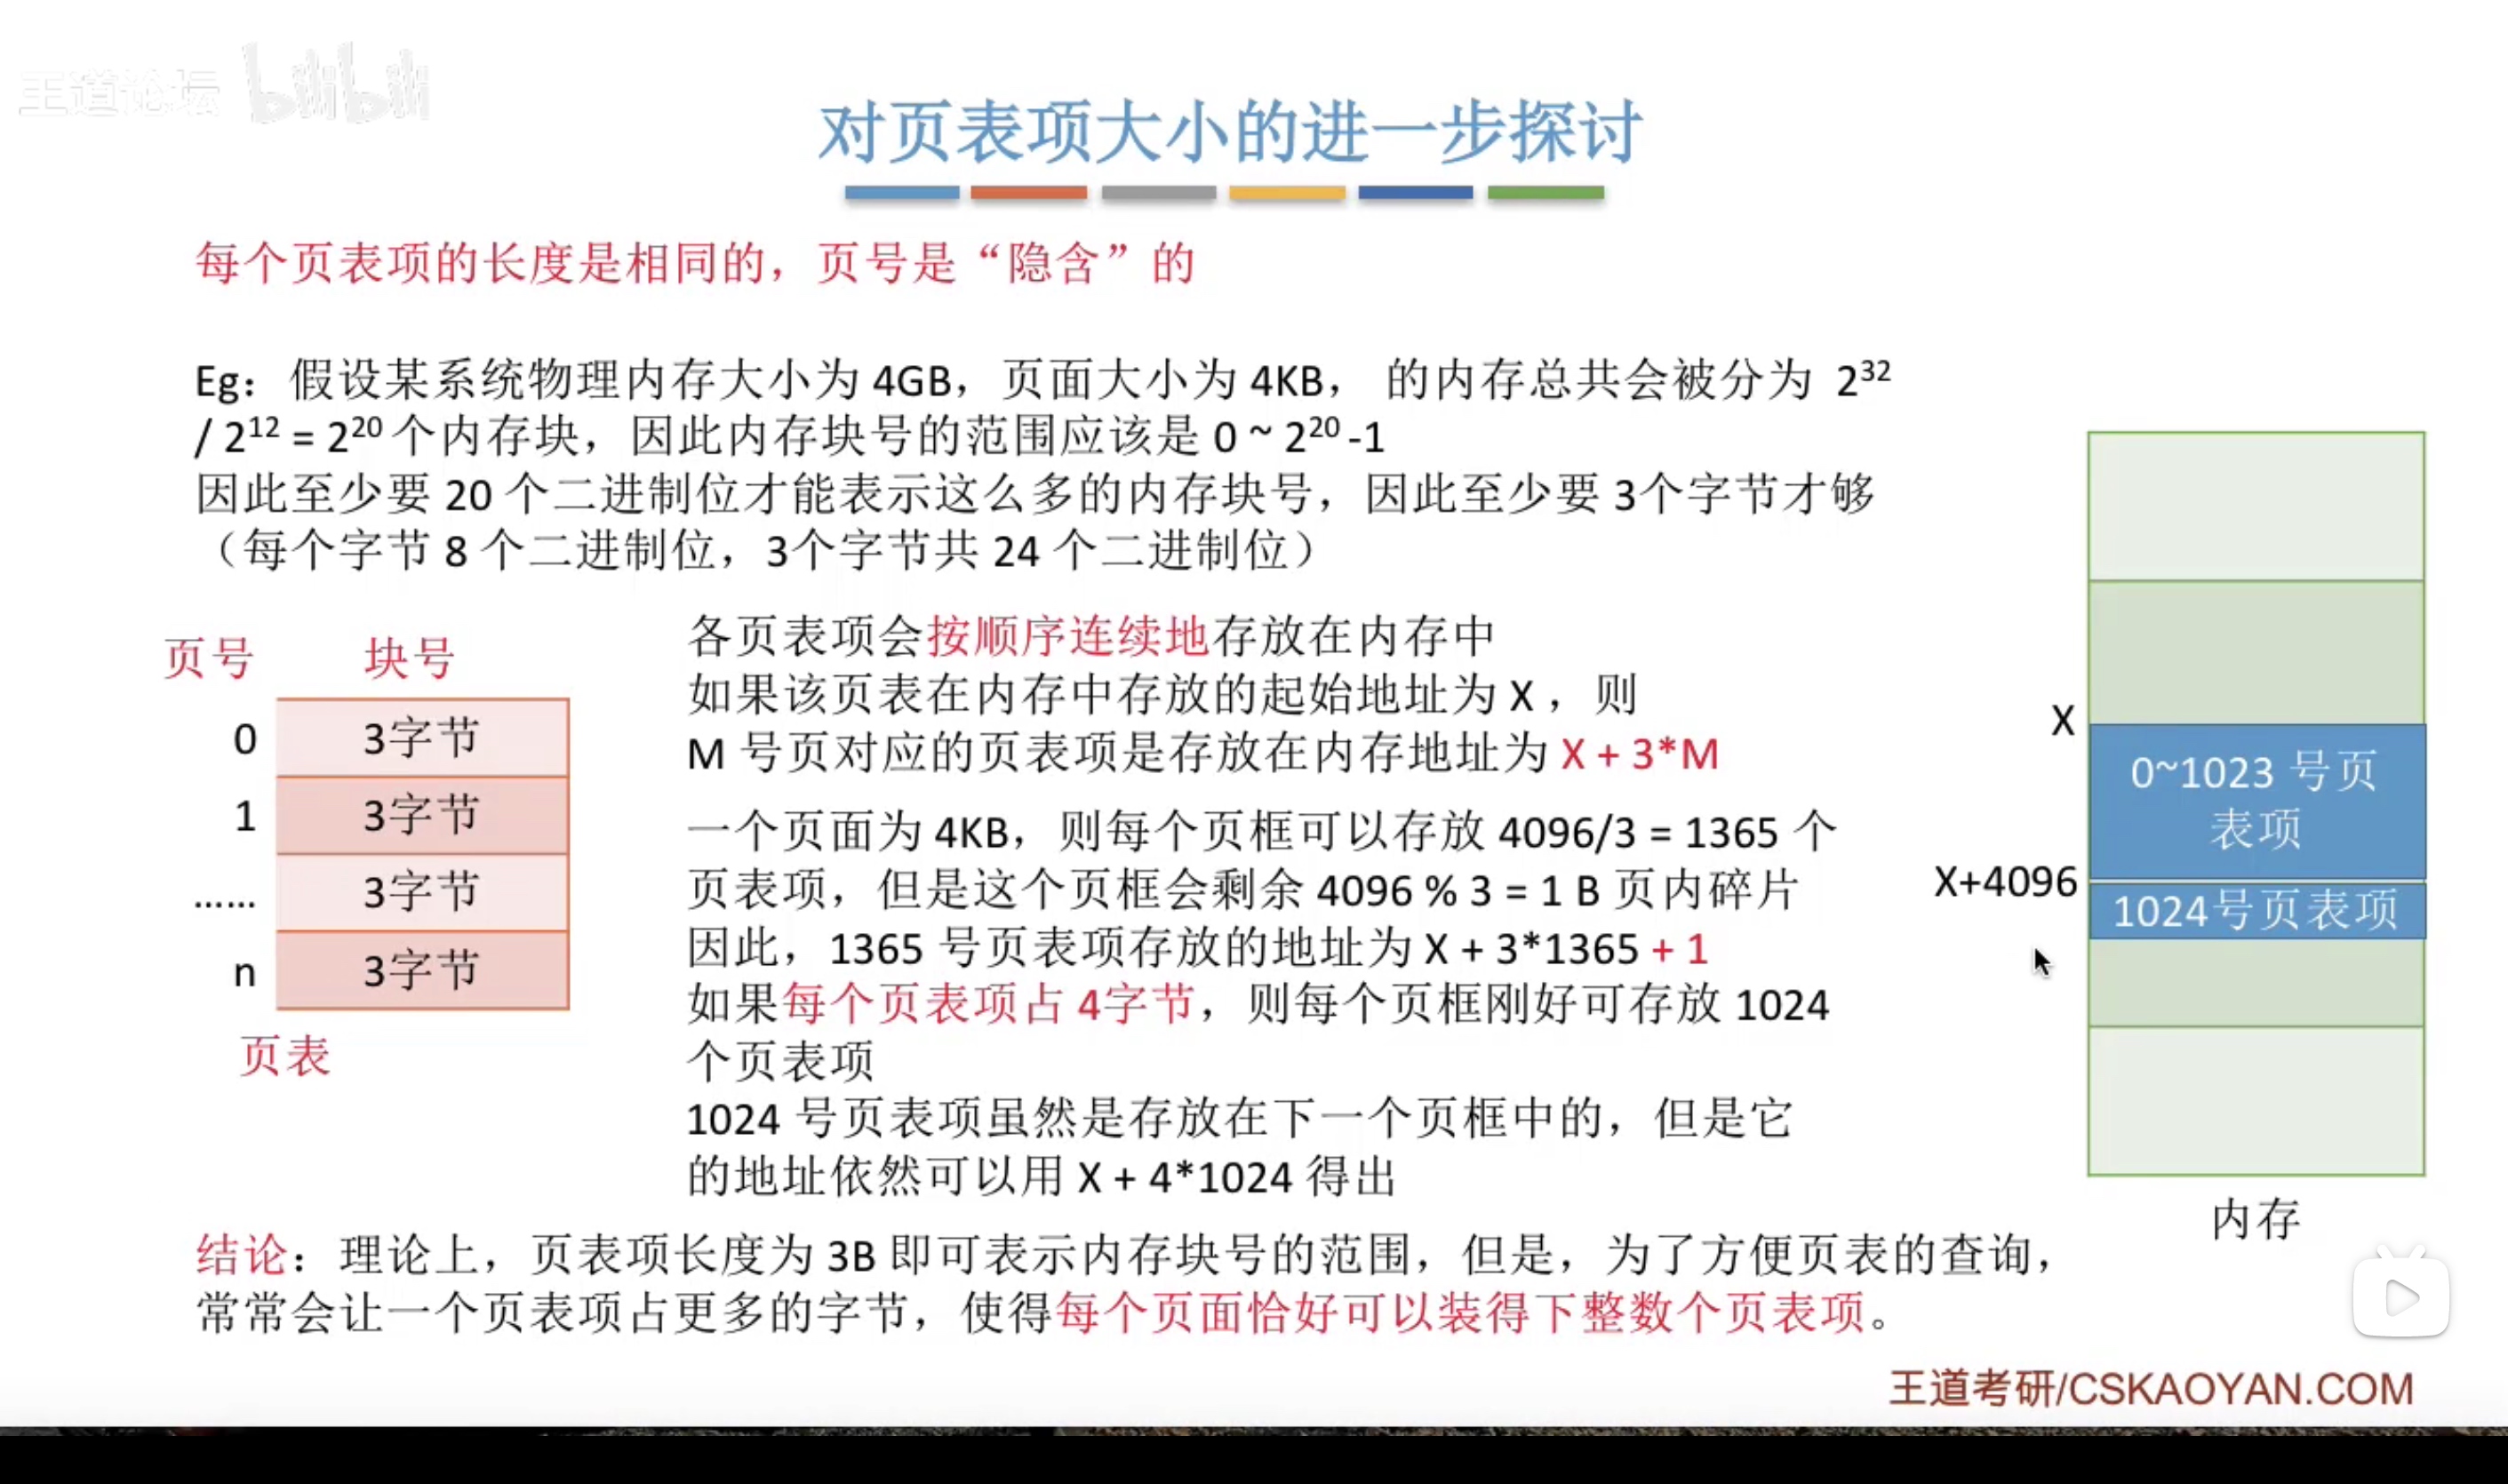 王道论坛 bilibili
对页表项大小的进一步探讨
每个页表项的长度是相同的，页号是“隐含”的
Eg：假设某系统物理内存大小为 4GB，页面大小为 4KB， 的内存总共会被分为 2³²
/ 2¹² = 2²⁰ 个内存块，因此内存块号的范围应该是 0 ~ 2²⁰ -1
因此至少要 20 个二进制位才能表示这么多的内存块号，因此至少要 3个字节才够
（每个字节 8 个二进制位，3个字节共 24 个二进制位）
页号 块号
0 3字节
1 3字节
…… 3字节
n 3字节
页表
各页表项会按顺序连续地存放在内存中
如果该页表在内存中存放的起始地址为 X ，则
M 号页对应的页表项是存放在内存地址为 X + 3*M
一个页面为 4KB，则每个页框可以存放 4096/3 = 1365 个
页表项，但是这个页框会剩余 4096 % 3 = 1 B 页内碎片
因此，1365 号页表项存放的地址为 X + 3*1365 + 1
如果每个页表项占 4字节，则每个页框刚好可存放 1024
个页表项
1024 号页表项虽然是存放在下一个页框中的，但是它
的地址依然可以用 X + 4*1024 得出
X
0~1023 号页
表项
X+4096
1024号页表项
内存
结论：理论上，页表项长度为 3B 即可表示内存块号的范围，但是，为了方便页表的查询，
常常会让一个页表项占更多的字节，使得每个页面恰好可以装得下整数个页表项。
王道考研/CSKAOYAN.COM